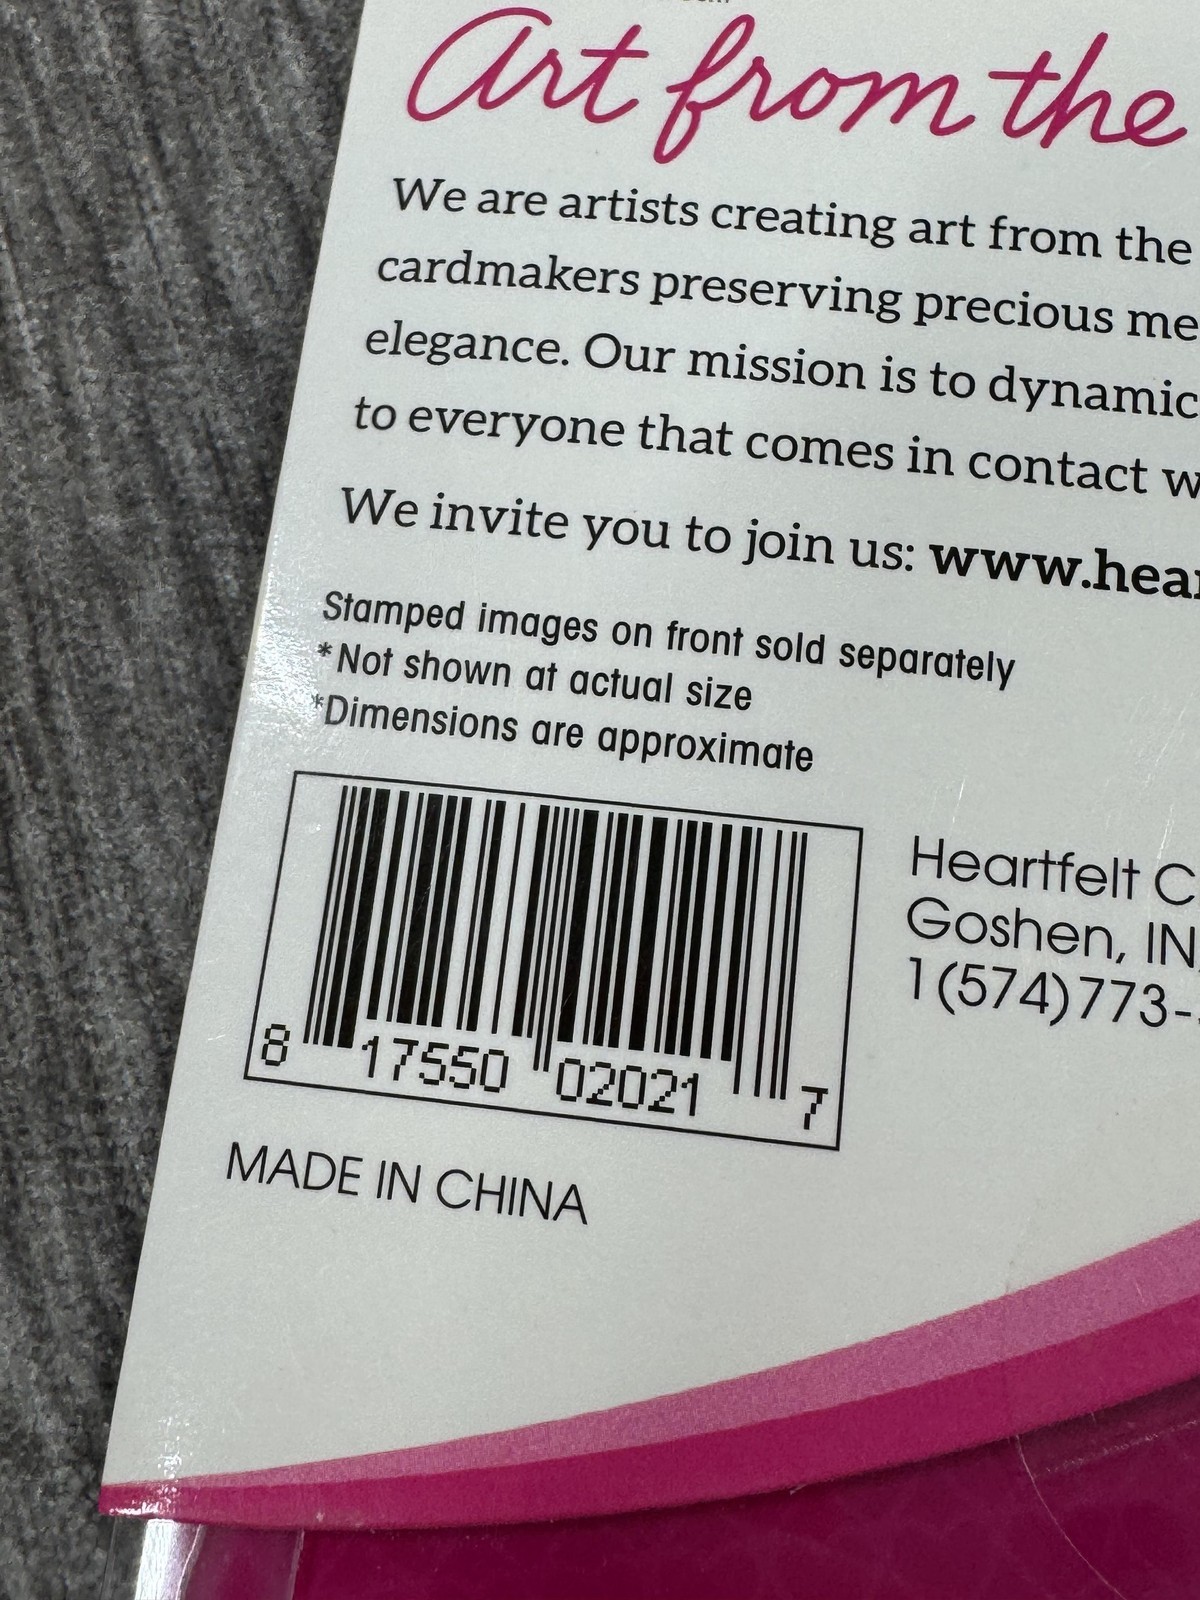 Art from the
We are artists creating art from the
cardmakers preserving precious me
elegance. Our mission is to dynamic
to everyone that comes in contact w
We invite you to join us: www.hear
Stamped images on front sold separately
*Not shown at actual size
*Dimensions are approximate
Heartfelt C
Goshen, IN
1(574)773-
8 17550 02021 7
MADE IN CHINA